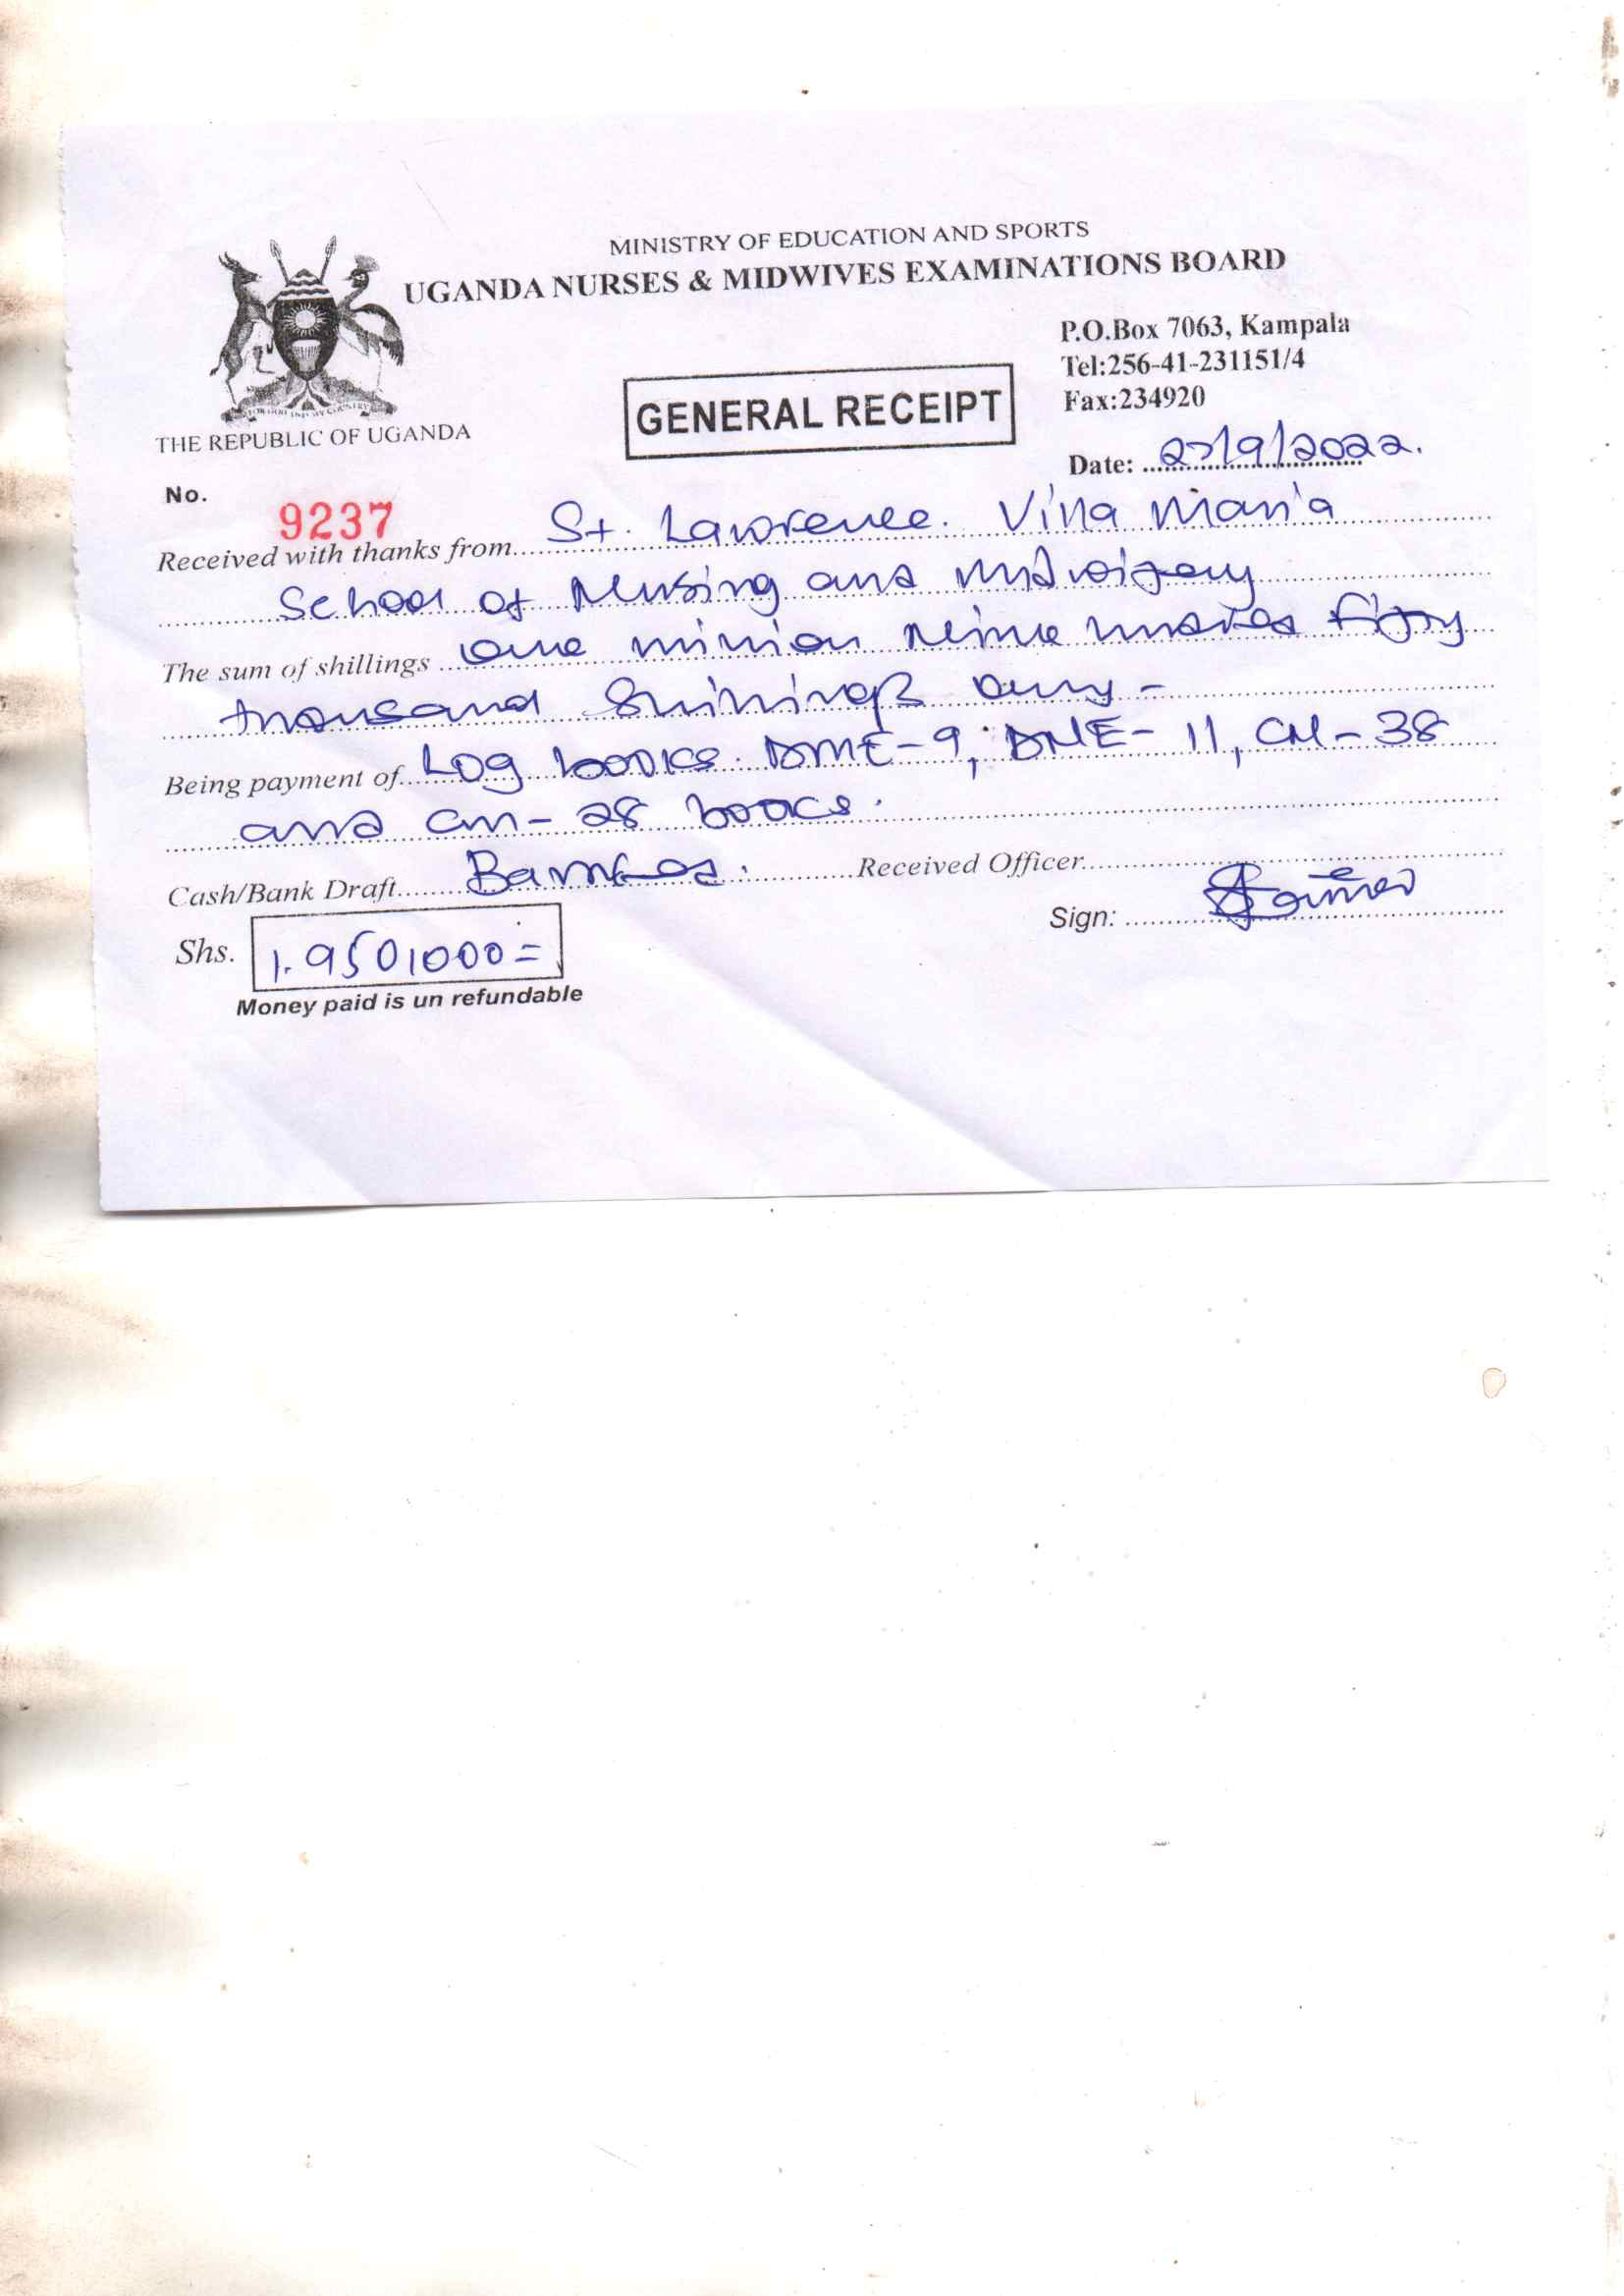 MINISTRY OF EDUCATION AND SPORTS
UGANDA NURSES & MIDWIVES EXAMINATIONS BOARD
P.O.Box 7063, Kampala
Tel:256-41-231151/4
Fax:234920
GENERAL RECEIPT
FOR GOD AND MY COUNTRY
THE REPUBLIC OF UGANDA
Date: 27/9/2022.
No. 9237
Received with thanks from St. Lawrence. Villa Maria
School of Nursing and Midwifery
The sum of shillings One million Nine hundred fifty
thousand Shillings Only -
Being payment of Log books. DME-9, DNE- 11, CM-38
and cm- 28 books.
Cash/Bank Draft Banked. Received Officer
Sign:
Shs. 1.950,000=
Money paid is un refundable